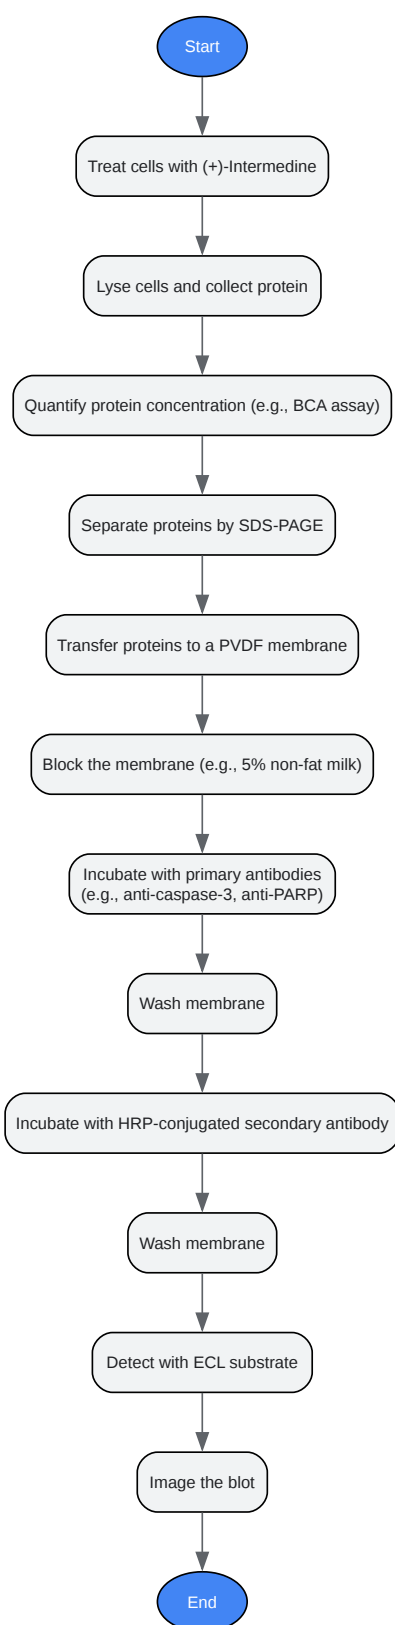 Start
Treat cells with (+)-Intermedine
Lyse cells and collect protein
Quantify protein concentration (e.g., BCA assay)
Separate proteins by SDS-PAGE
Transfer proteins to a PVDF membrane
Block the membrane (e.g., 5% non-fat milk)
Incubate with primary antibodies
(e.g., anti-caspase-3, anti-PARP)
Wash membrane
Incubate with HRP-conjugated secondary antibody
Wash membrane
Detect with ECL substrate
Image the blot
End